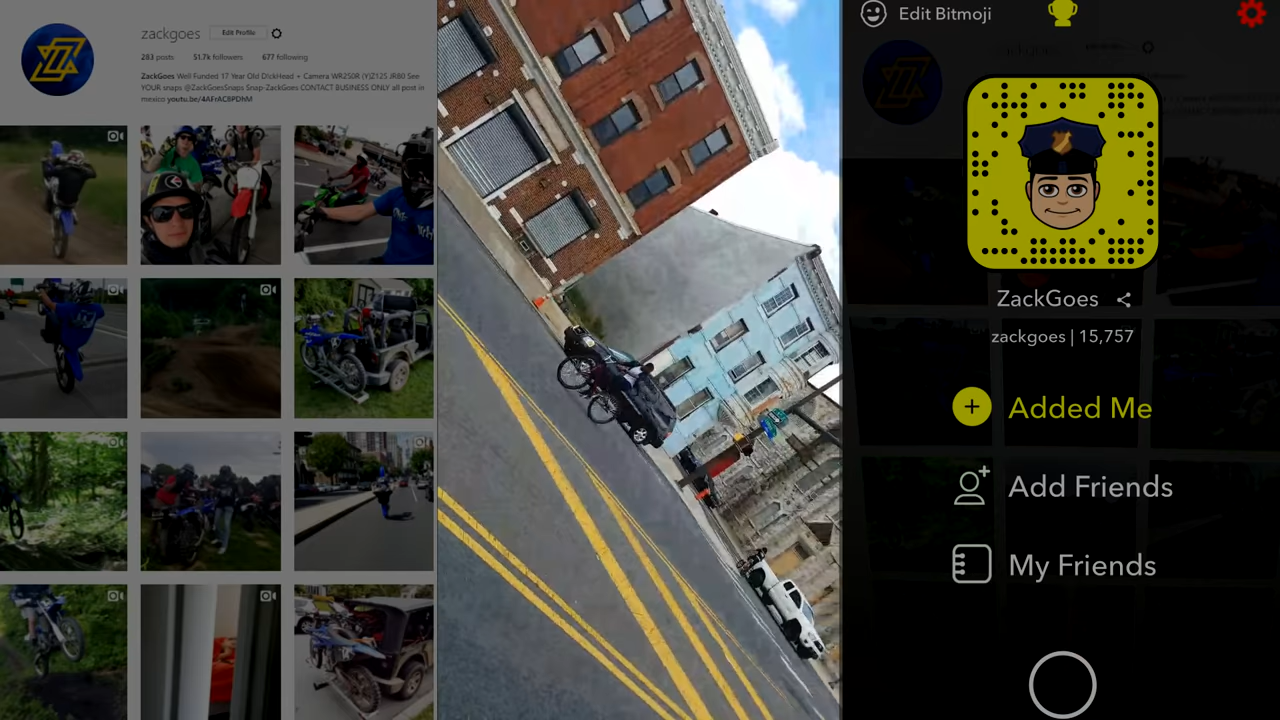 zackgoes Edit Profile
283 posts 51.7k followers 677 following
ZackGoes Well Funded 17 Year Old D!ckHead + Camera WR250R (Y)Z125 JR80 See
YOUR snaps @ZackGoesSnaps Snap-ZackGoes CONTACT BUSINESS ONLY all post in
mexico youtu.be/4AFrAC8PDhM
Edit Bitmoji
ZackGoes
zackgoes | 15,757
Added Me
Add Friends
My Friends